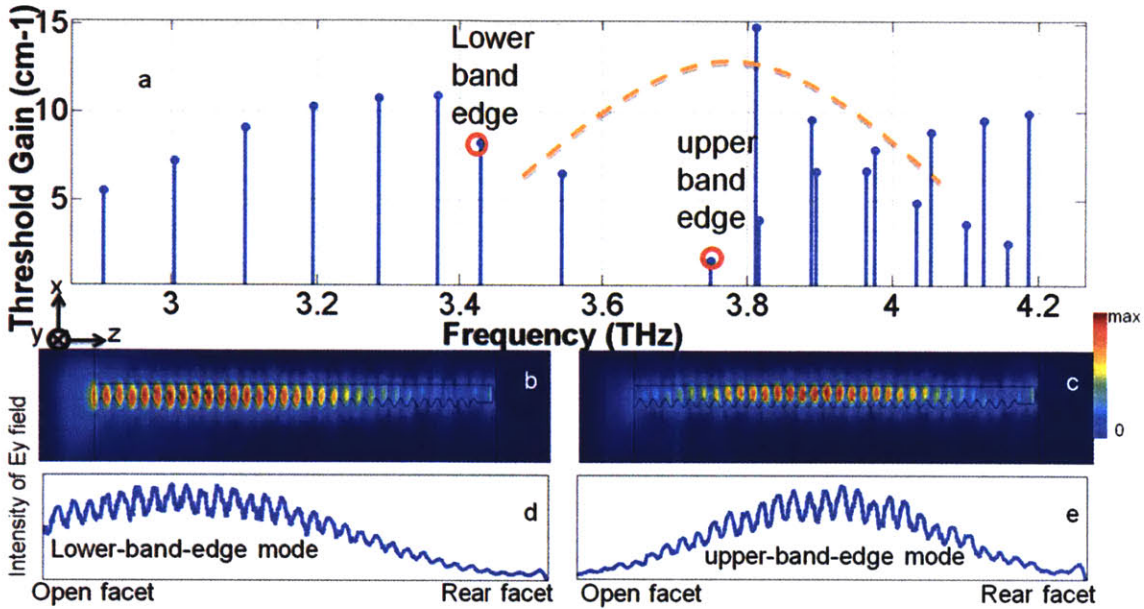 Threshold Gain (cm-1)
15
10
5
a
Lower
band
edge
upper
band
edge
x
y
z
3
3.2
3.4
3.6
3.8
4
4.2
Frequency (THz)
b
c
max
0
Intensity of Ey field
d
Lower-band-edge mode
e
upper-band-edge mode
Open facet
Rear facet
Open facet
Rear facet